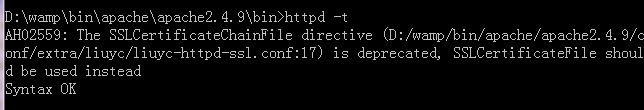 D:\wamp\bin\apache\apache2.4.9\bin>httpd -t
AH02559: The SSLCertificateChainFile directive (D:/wamp/bin/apache/apache2.4.9/c
onf/extra/liuyc/liuyc-httpd-ssl.conf:17) is deprecated, SSLCertificateFile shoul
d be used instead
Syntax OK